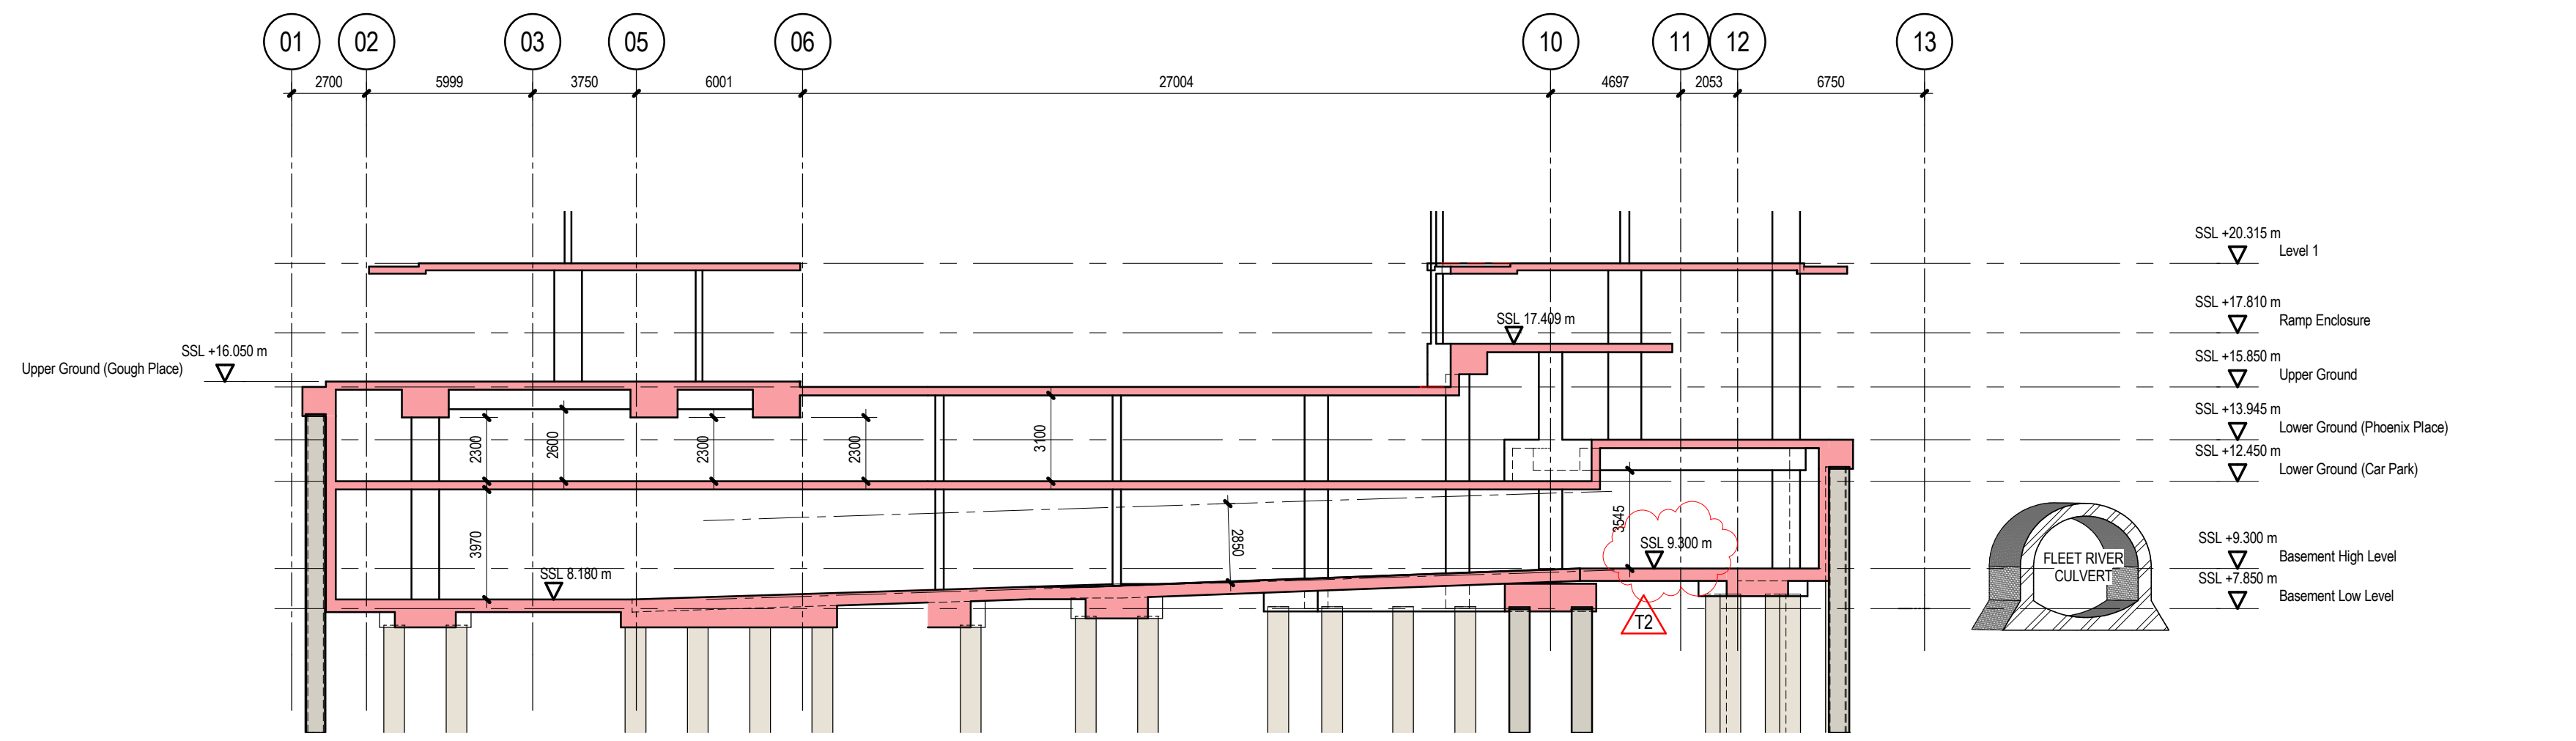 01
02
03
05
06
10
11
12
13
2700
5999
3750
6001
27004
4697
2053
6750
SSL +20.315 m
Level 1
SSL +17.810 m
Ramp Enclosure
SSL 17.409 m
SSL +16.050 m
Upper Ground (Gough Place)
SSL +15.850 m
Upper Ground
SSL +13.945 m
Lower Ground (Phoenix Place)
SSL +12.450 m
Lower Ground (Car Park)
2300
2600
2300
2300
3100
3970
2850
3545
SSL 8.180 m
SSL 9.300 m
T2
FLEET RIVER
CULVERT
SSL +9.300 m
Basement High Level
SSL +7.850 m
Basement Low Level